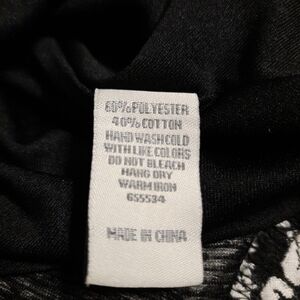 60% POLYESTER
40% COTTON
HAND WASH COLD
WITH LIKE COLORS
DO NOT BLEACH
HANG DRY
WARM IRON
655534
MADE IN CHINA